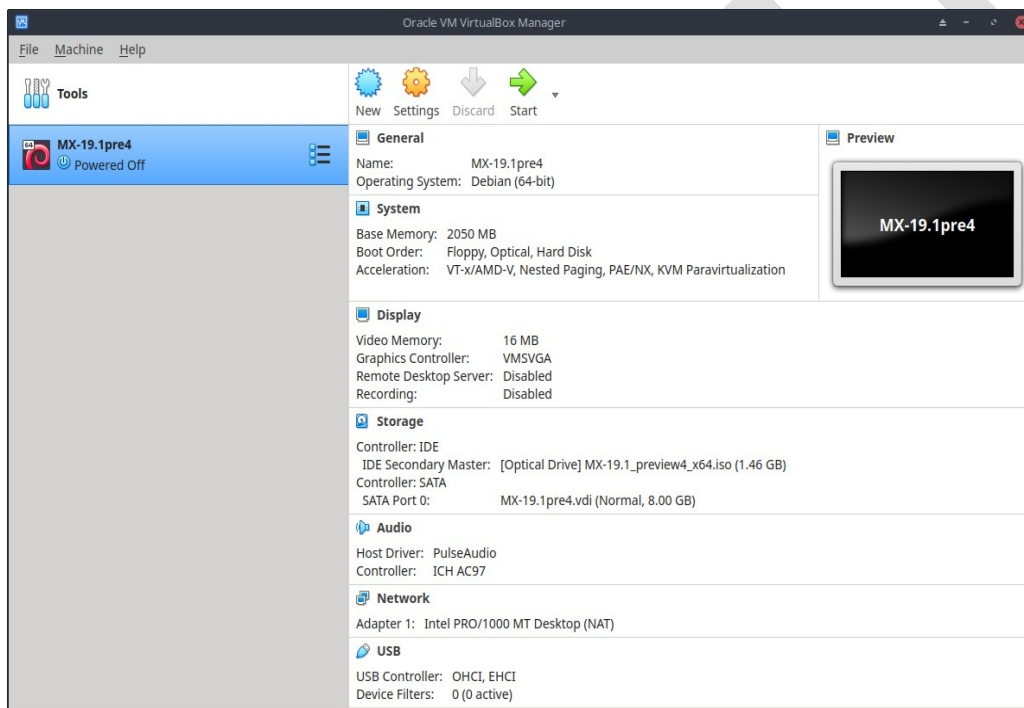 Oracle VM VirtualBox Manager
File Machine Help
Tools
New Settings Discard Start
64 MX-19.1pre4
Powered Off
General
Name: MX-19.1pre4
Operating System: Debian (64-bit)
System
Base Memory: 2050 MB
Boot Order: Floppy, Optical, Hard Disk
Acceleration: VT-x/AMD-V, Nested Paging, PAE/NX, KVM Paravirtualization
Preview
MX-19.1pre4
Display
Video Memory: 16 MB
Graphics Controller: VMSVGA
Remote Desktop Server: Disabled
Recording: Disabled
Storage
Controller: IDE
IDE Secondary Master: [Optical Drive] MX-19.1_preview4_x64.iso (1.46 GB)
Controller: SATA
SATA Port 0: MX-19.1pre4.vdi (Normal, 8.00 GB)
Audio
Host Driver: PulseAudio
Controller: ICH AC97
Network
Adapter 1: Intel PRO/1000 MT Desktop (NAT)
USB
USB Controller: OHCI, EHCI
Device Filters: 0 (0 active)